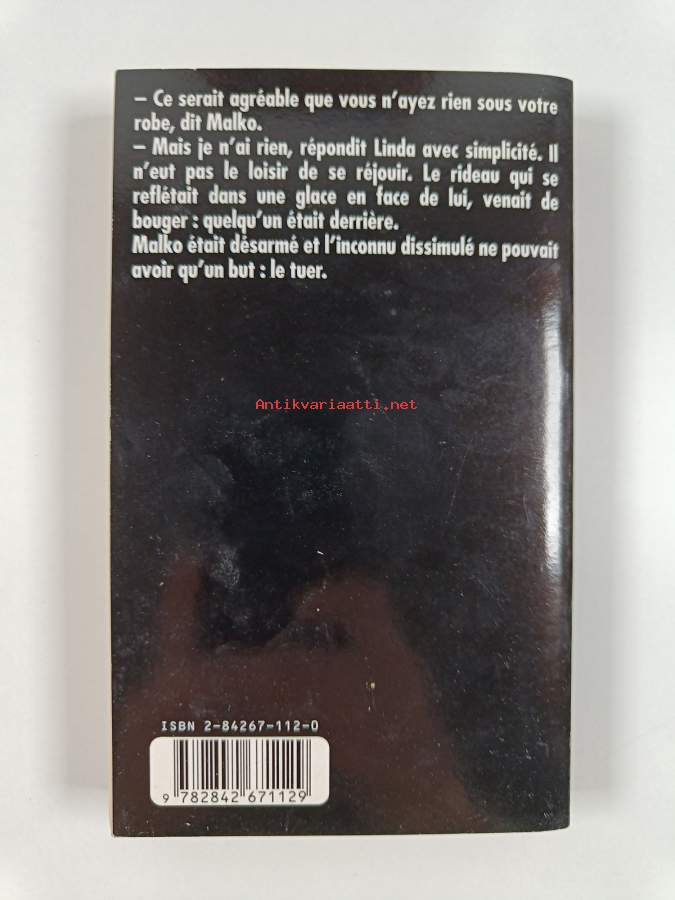 – Ce serait agréable que vous n'ayez rien sous votre
robe, dit Malko.
– Mais je n'ai rien, répondit Linda avec simplicité. Il
n'eut pas le loisir de se réjouir. Le rideau qui se
reflétait dans une glace en face de lui, venait de
bouger : quelqu'un était derrière.
Malko était désarmé et l'inconnu dissimulé ne pouvait
avoir qu'un but : le tuer.
Antikvariaatti.net
ISBN 2-84267-112-0
9 782842 671129